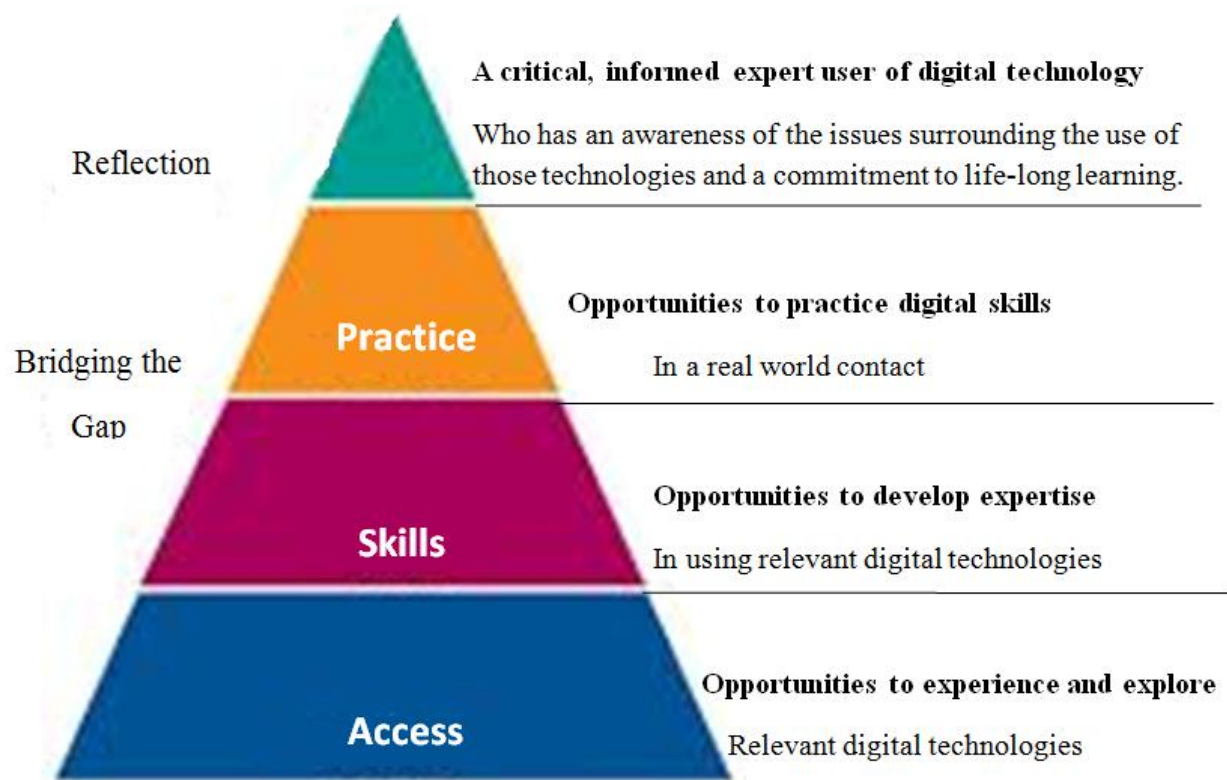 A critical, informed expert user of digital technology
Who has an awareness of the issues surrounding the use of
those technologies and a commitment to life-long learning.
Reflection
Opportunities to practice digital skills
Practice
In a real world contact
Bridging the
Gap
Opportunities to develop expertise
Skills
In using relevant digital technologies
Opportunities to experience and explore
Access
Relevant digital technologies